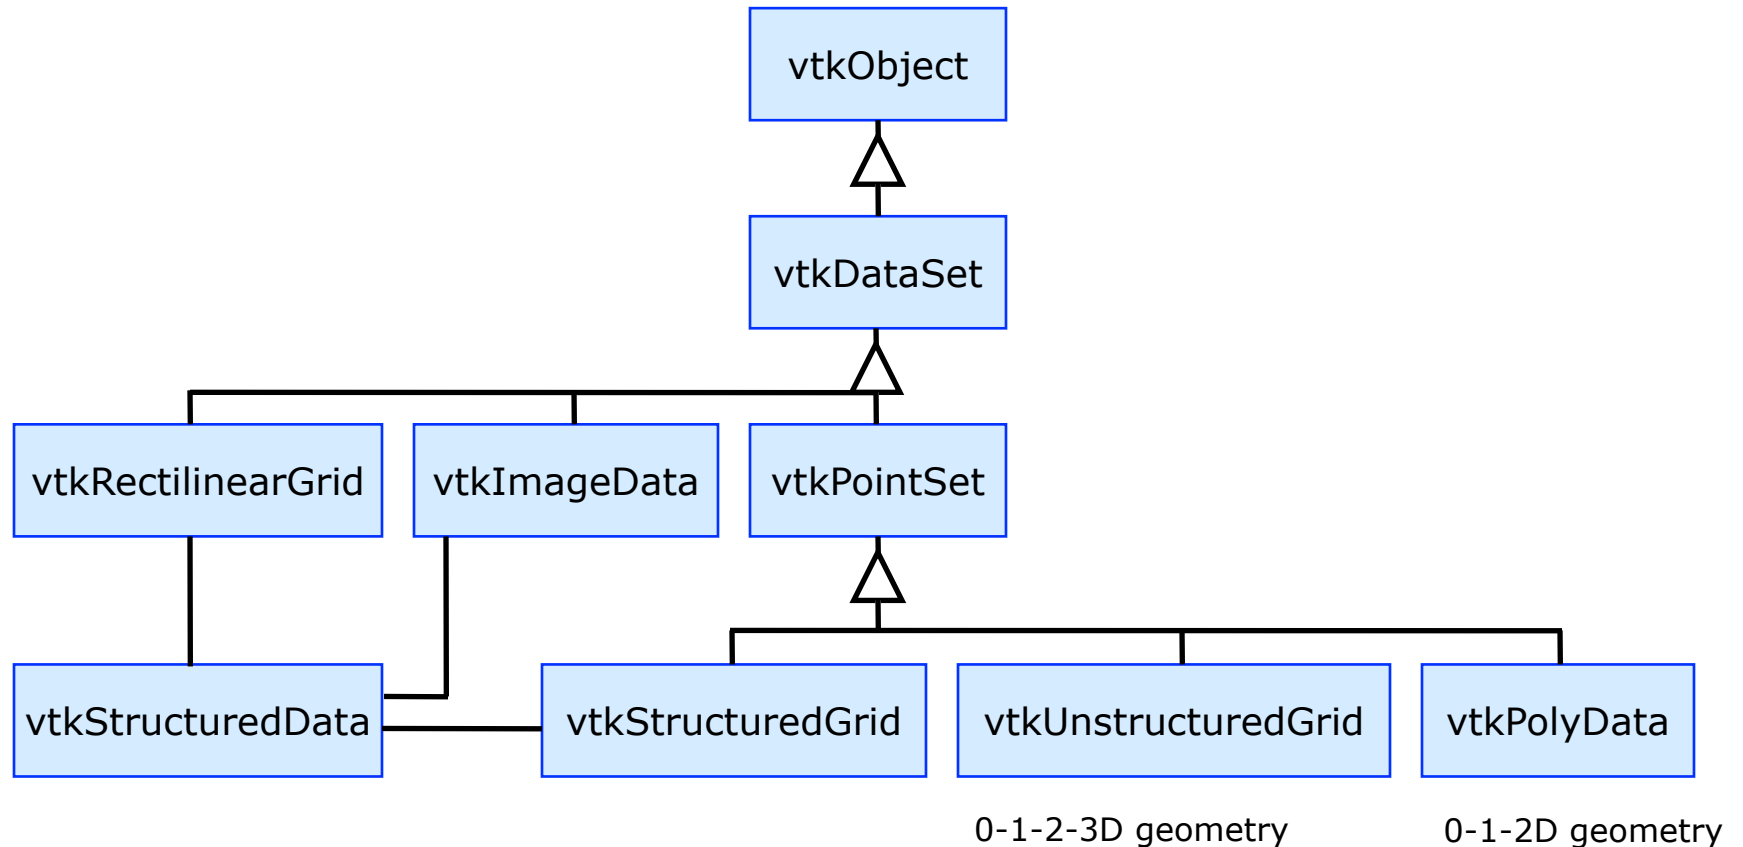 vtkObject
vtkDataSet
vtkRectilinearGrid
vtkImageData
vtkPointSet
vtkStructuredData
vtkStructuredGrid
vtkUnstructuredGrid
vtkPolyData
0-1-2-3D geometry
0-1-2D geometry